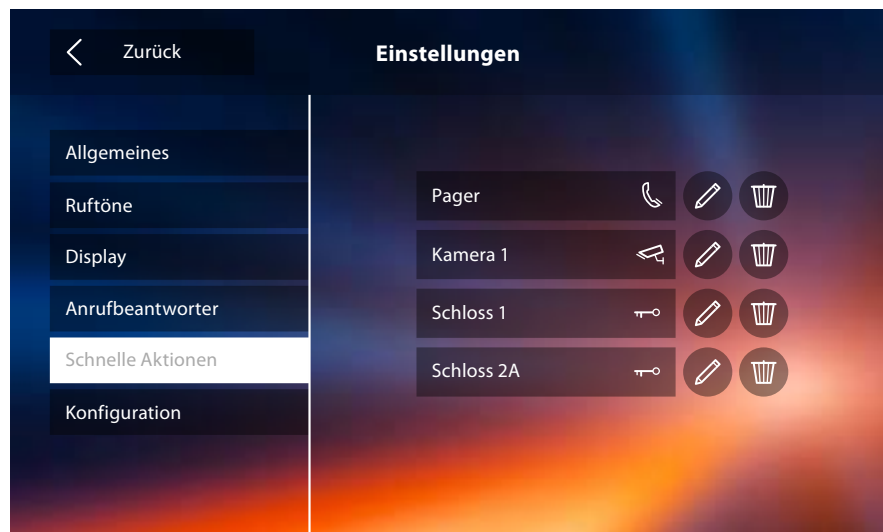 Zurück
Einstellungen
Allgemeines
Ruftöne
Display
Anrufbeantworter
Schnelle Aktionen
Konfiguration
Pager
Kamera 1
Schloss 1
Schloss 2A